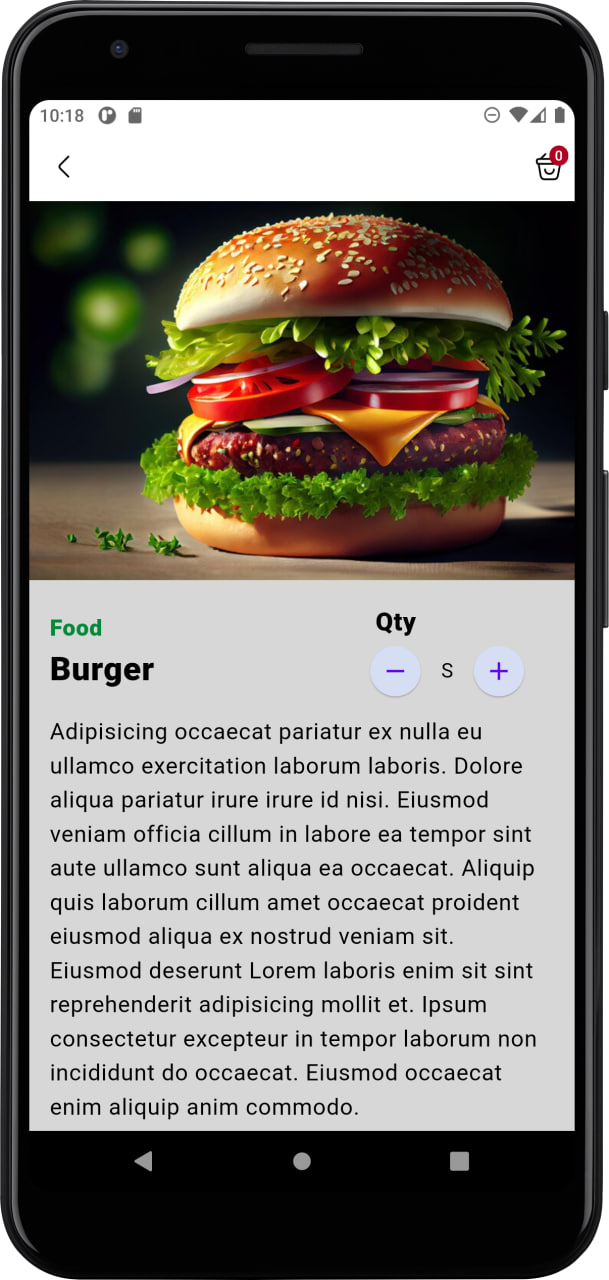 10:18
0
Food
Qty
Burger
S
Adipisicing occaecat pariatur ex nulla eu
ullamco exercitation laborum laboris. Dolore
aliqua pariatur irure irure id nisi. Eiusmod
veniam officia cillum in labore ea tempor sint
aute ullamco sunt aliqua ea occaecat. Aliquip
quis laborum cillum amet occaecat proident
eiusmod aliqua ex nostrud veniam sit.
Eiusmod deserunt Lorem laboris enim sit sint
reprehenderit adipisicing mollit et. Ipsum
consectetur excepteur in tempor laborum non
incididunt do occaecat. Eiusmod occaecat
enim aliquip anim commodo.